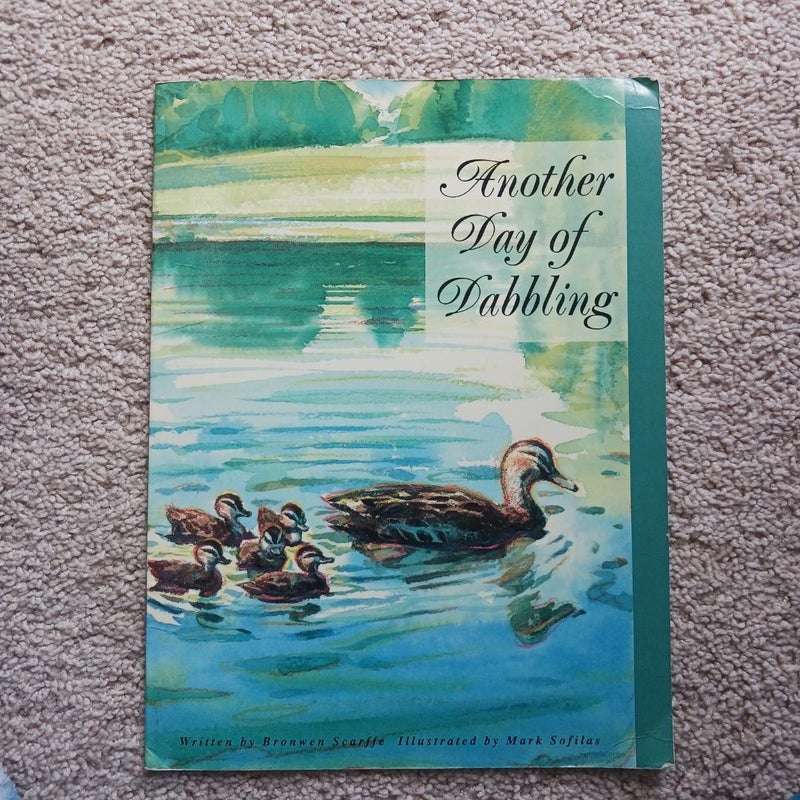 Another
Day of
Dabbling
Written by Bronwen Scarffe Illustrated by Mark Sofilas